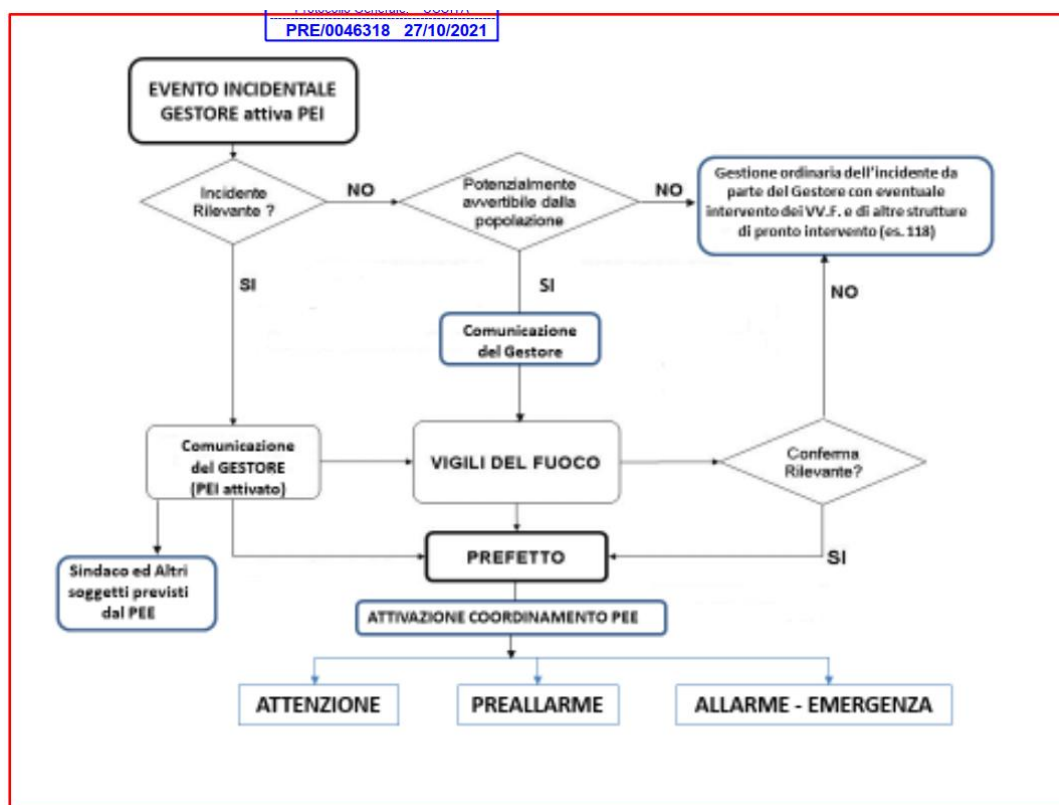 PRE/0046318 27/10/2021
EVENTO INCIDENTALE
GESTORE attiva PEI
Incidente
Rilevante ?
NO
Potenzialmente
avvertibile dalla
popolazione
NO
Gestione ordinaria dell'incidente da
parte del Gestore con eventuale
intervento dei VV.F. e di altre strutture
di pronto intervento (es. 118)
SI
SI
NO
Comunicazione
del Gestore
Comunicazione
del GESTORE
(PEI attivato)
VIGILI DEL FUOCO
Conferma
Rilevante?
PREFETTO
SI
Sindaco ed Altri
soggetti previsti
dal PEE
ATTIVAZIONE COORDINAMENTO PEE
ATTENZIONE
PREALLARME
ALLARME - EMERGENZA